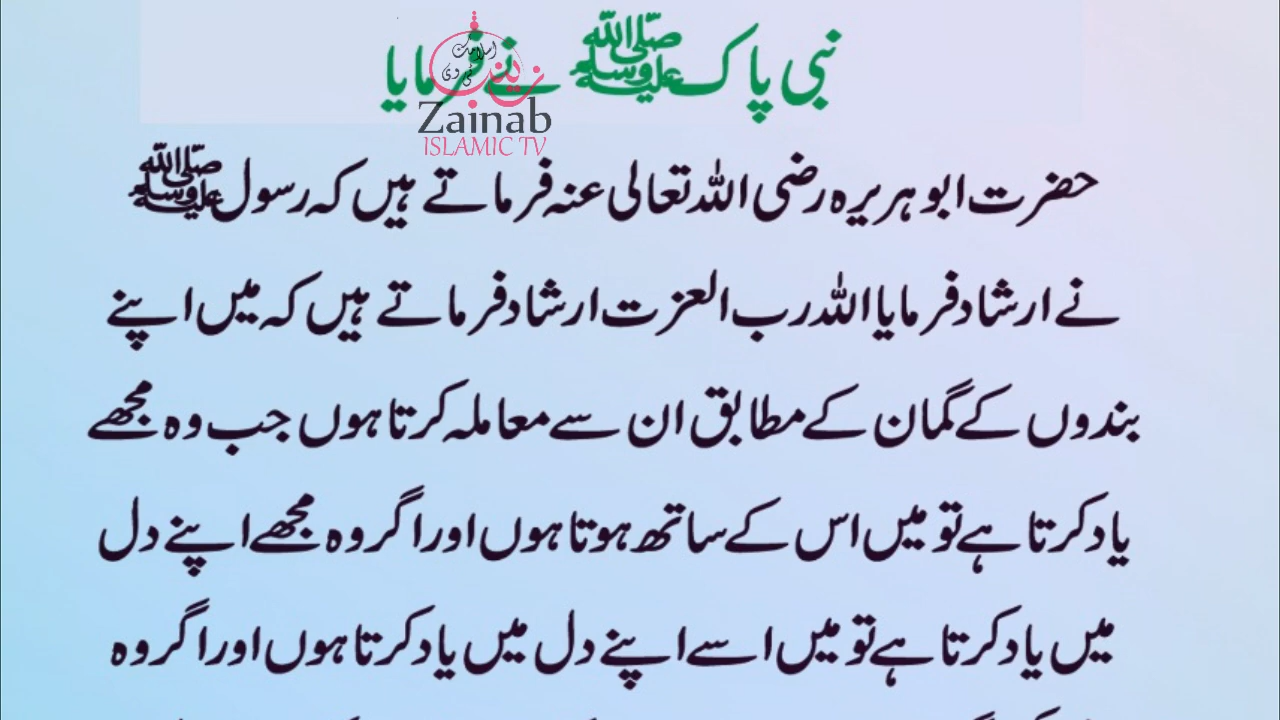 نبی پاک ﷺ نے فرمایا
اسلامک ٹی وی
زینب
Zainab
ISLAMIC TV
حضرت ابو ہریرہ رضی اللہ تعالی عنہ فرماتے ہیں کہ رسول ﷺ
نے ارشاد فرمایا اللہ رب العزت ارشاد فرماتے ہیں کہ میں اپنے
بندوں کے گمان کے مطابق ان سے معاملہ کرتا ہوں جب وہ مجھے
یاد کرتا ہے تو میں اس کے ساتھ ہوتا ہوں اور اگر وہ مجھے اپنے دل
میں یاد کرتا ہے تو میں اسے اپنے دل میں یاد کرتا ہوں اور اگر وہ